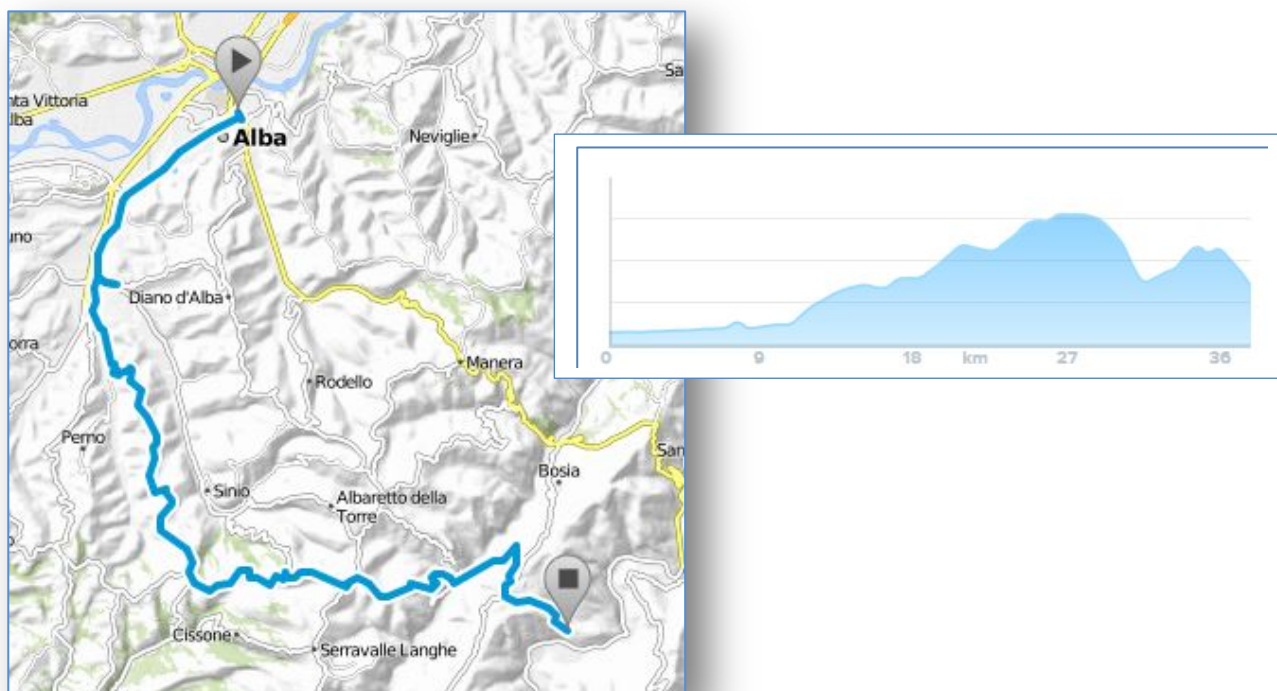 Sa
nta Vittoria
lba
Alba
Neviglie
uno
Diano d'Alba
orra
Manera
Rodello
Perno
San
Bosia
Sinio
Albaretto della
Torre
Cissone
Serravalle Langhe
0 9 18 km 27 36